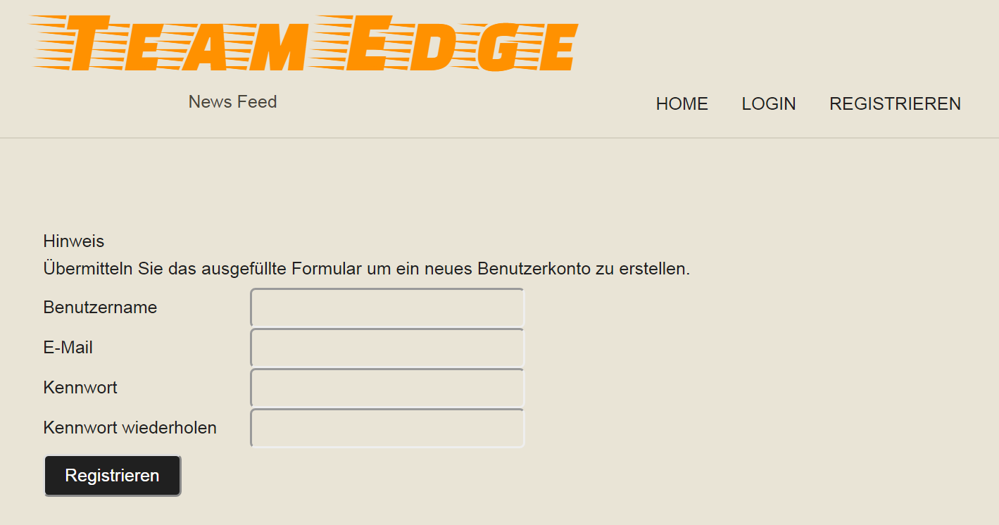 TEAM EDGE
News Feed
HOME LOGIN REGISTRIEREN
Hinweis
Übermitteln Sie das ausgefüllte Formular um ein neues Benutzerkonto zu erstellen.
Benutzername
E-Mail
Kennwort
Kennwort wiederholen
Registrieren